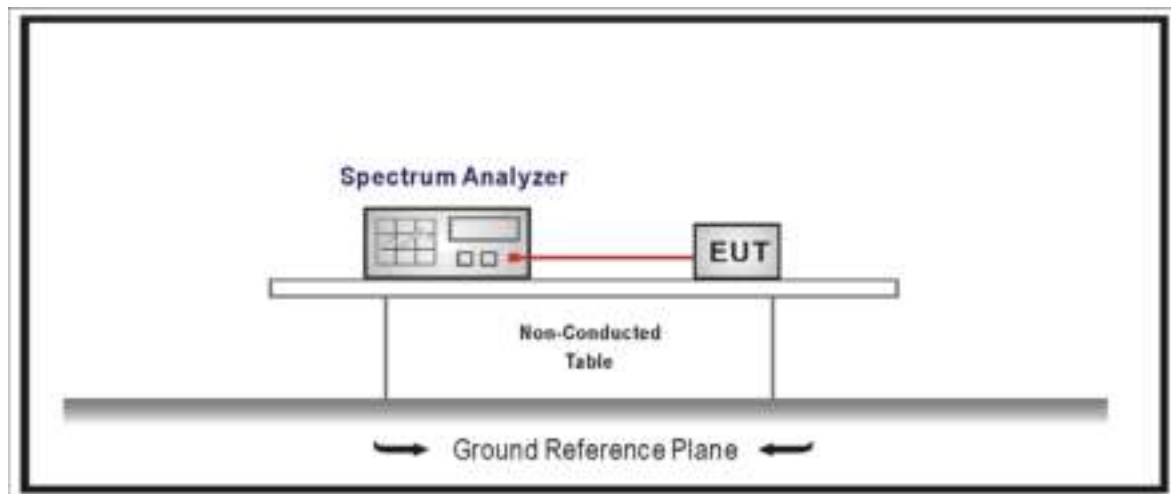 Spectrum Analyzer
EUT
Non-Conducted
Table
Ground Reference Plane